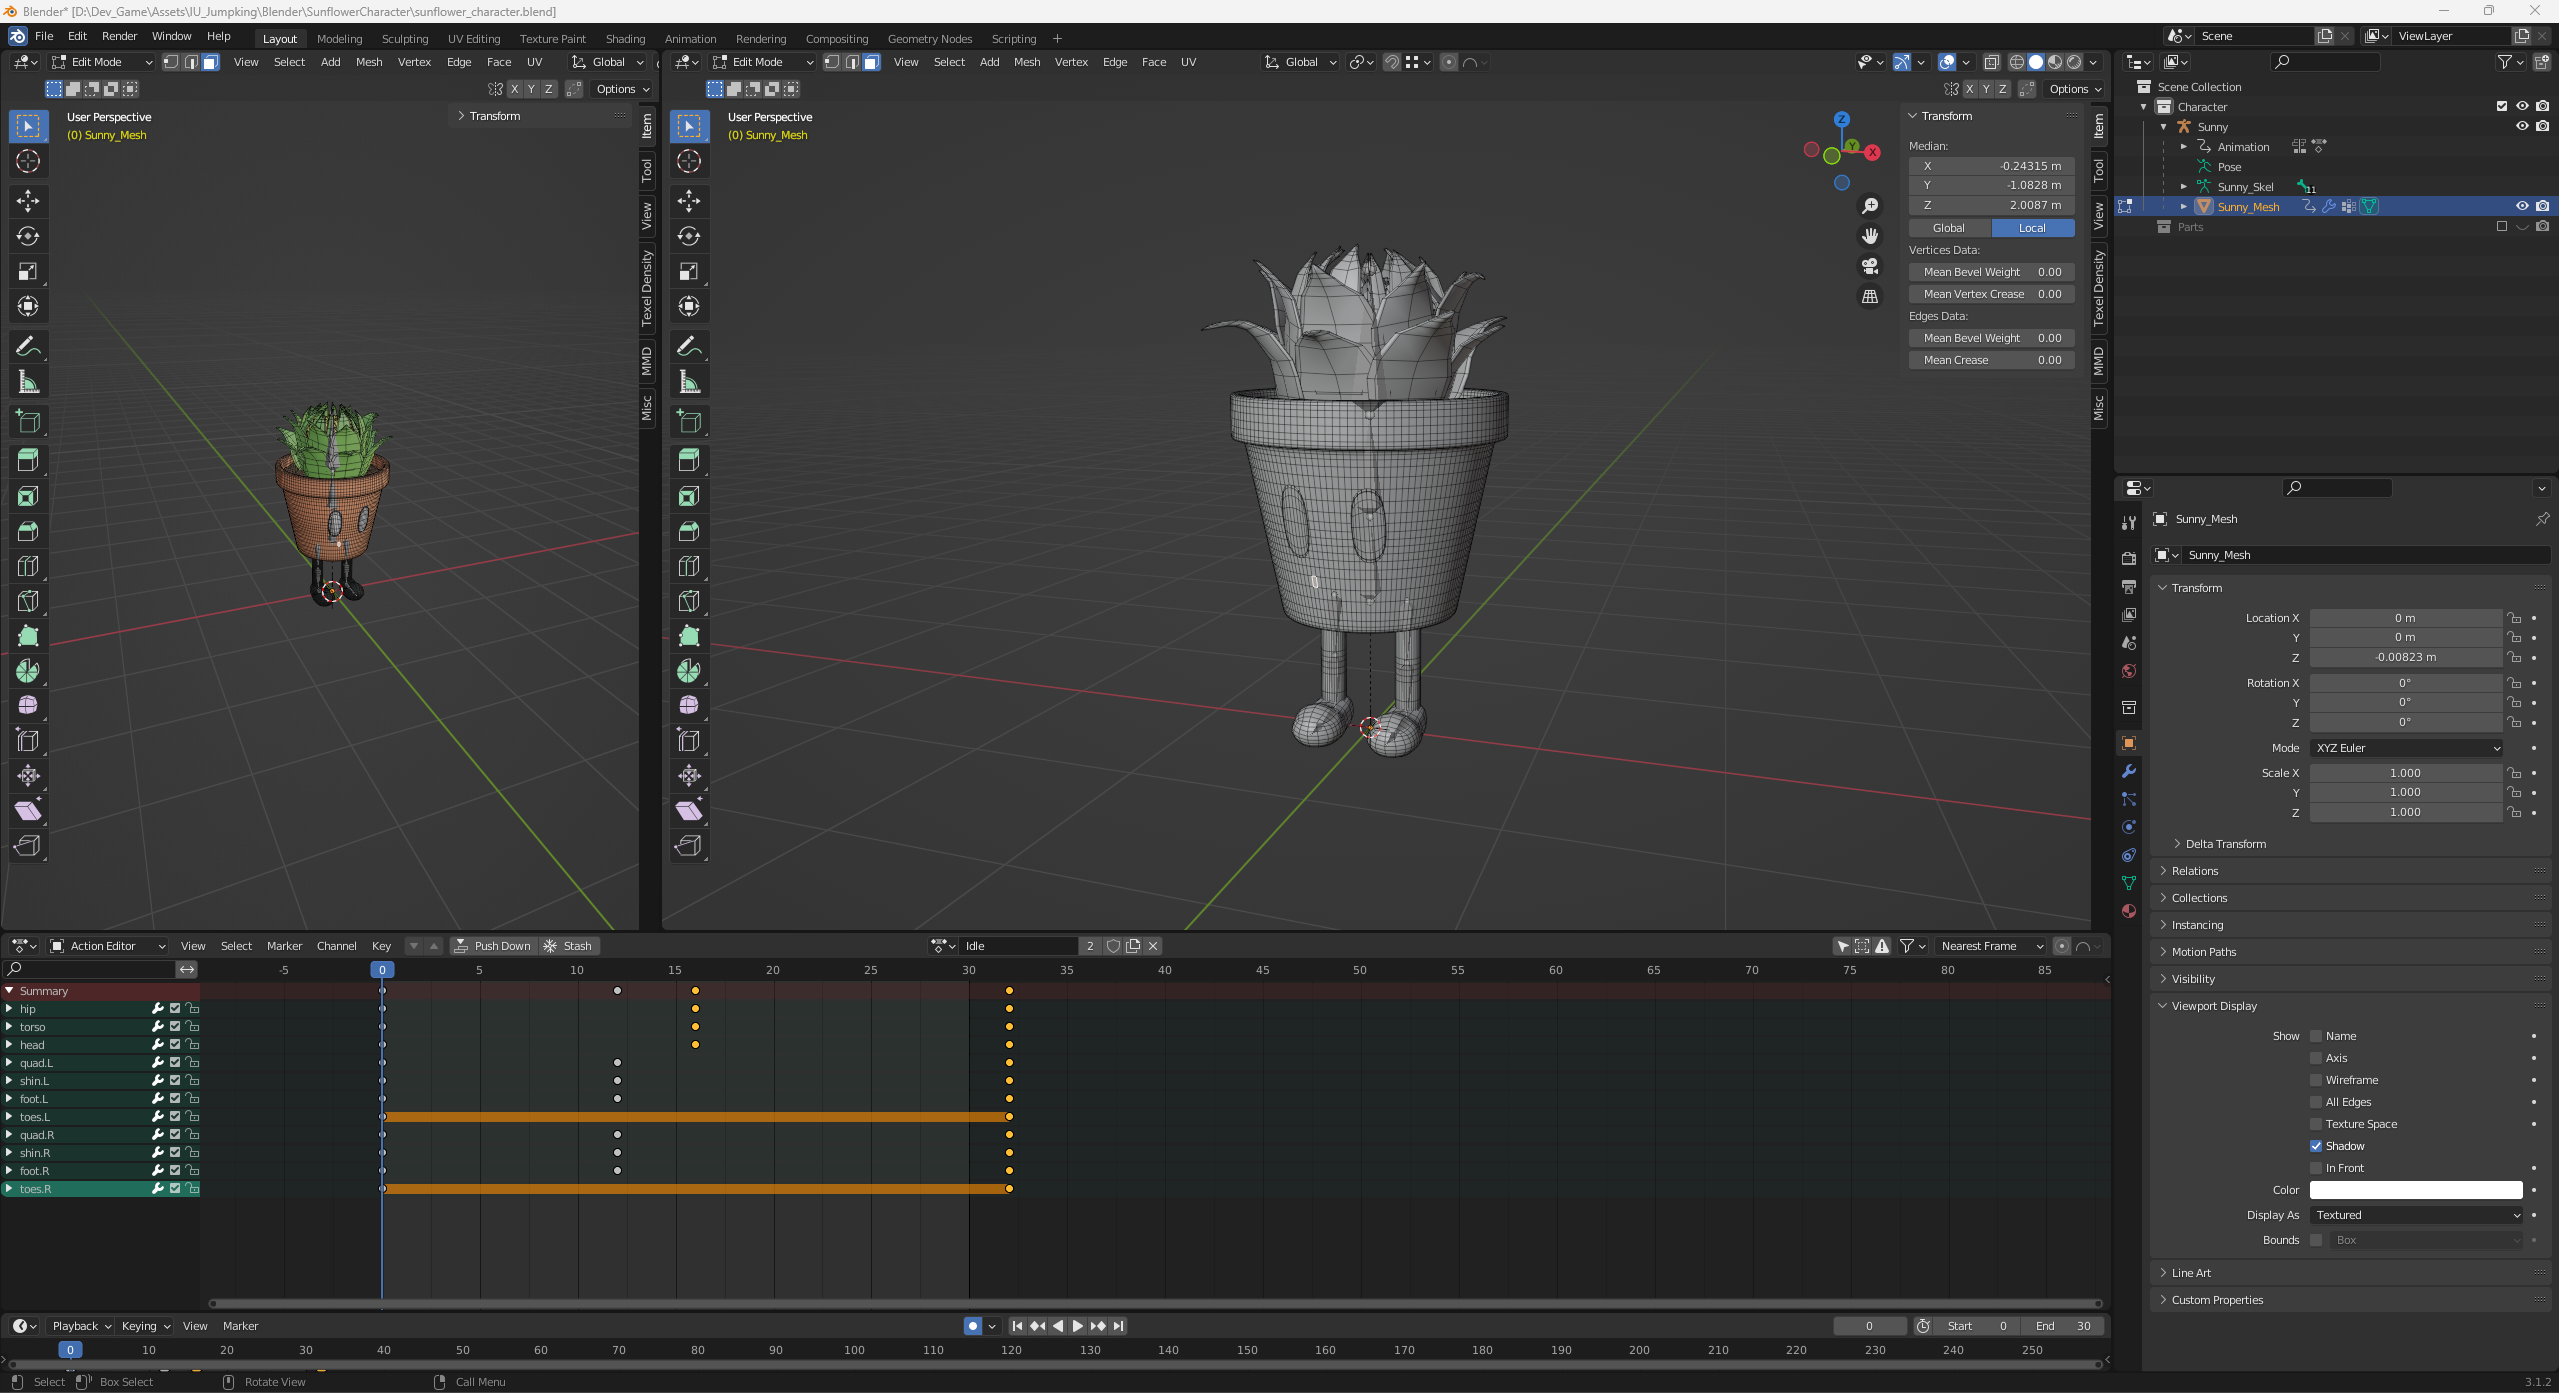 Blender* [D:\Dev_Game\Assets\IU_Jumpking\Blender\SunflowerCharacter\sunflower_character.blend]
File Edit Render Window Help Layout Modeling Sculpting UV Editing Texture Paint Shading Animation Rendering Compositing Geometry Nodes Scripting + Scene ViewLayer
Edit Mode View Select Add Mesh Vertex Edge Face UV Global
Edit Mode View Select Add Mesh Vertex Edge Face UV Global
X Y Z Options
X Y Z Options
User Perspective
(0) Sunny_Mesh
Transform
Item
Tool
View
Texel Density
MMD
Misc
User Perspective
(0) Sunny_Mesh
Z
Y
X
Transform
Median:
X -0.24315 m
Y -1.0828 m
Z 2.0087 m
Global Local
Vertices Data:
Mean Bevel Weight 0.00
Mean Vertex Crease 0.00
Edges Data:
Mean Bevel Weight 0.00
Mean Crease 0.00
Item
Tool
View
Texel Density
MMD
Misc
Scene Collection
Character
Sunny
Animation
Pose
Sunny_Skel 11
Sunny_Mesh
Parts
Sunny_Mesh
Sunny_Mesh
Transform
Location X 0 m
Y 0 m
Z -0.00823 m
Rotation X 0°
Y 0°
Z 0°
Mode XYZ Euler
Scale X 1.000
Y 1.000
Z 1.000
Delta Transform
Relations
Collections
Instancing
Motion Paths
Visibility
Viewport Display
Show Name
Axis
Wireframe
All Edges
Texture Space
Shadow
In Front
Color
Display As Textured
Bounds Box
Line Art
Custom Properties
Action Editor View Select Marker Channel Key Push Down Stash Idle 2 Nearest Frame
-5 0 5 10 15 20 25 30 35 40 45 50 55 60 65 70 75 80 85
Summary
hip
torso
head
quad.L
shin.L
foot.L
toes.L
quad.R
shin.R
foot.R
toes.R
Playback Keying View Marker 0 Start 0 End 30
0 10 20 30 40 50 60 70 80 90 100 110 120 130 140 150 160 170 180 190 200 210 220 230 240 250
Select Box Select Rotate View Call Menu 3.1.2